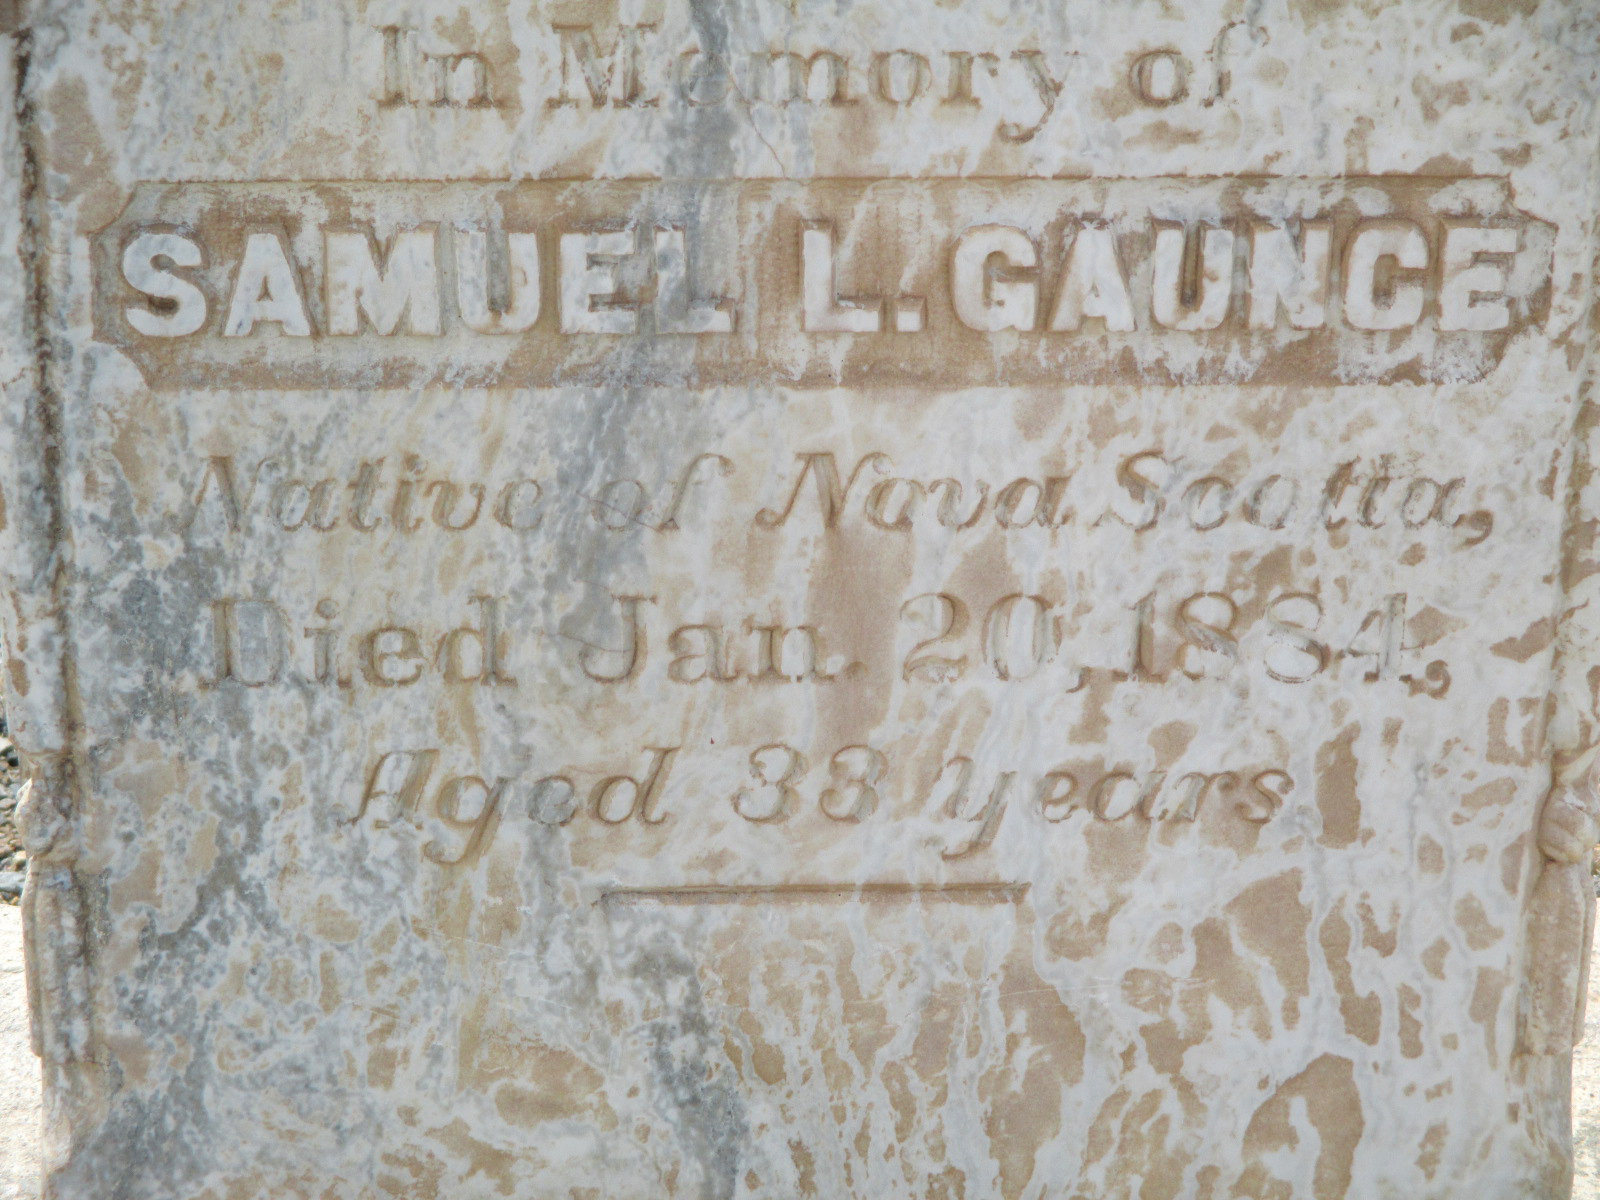 In Memory of
SAMUEL L. GAUNCE
Native of Nova Scotia,
Died Jan. 20, 1884,
Aged 33 years